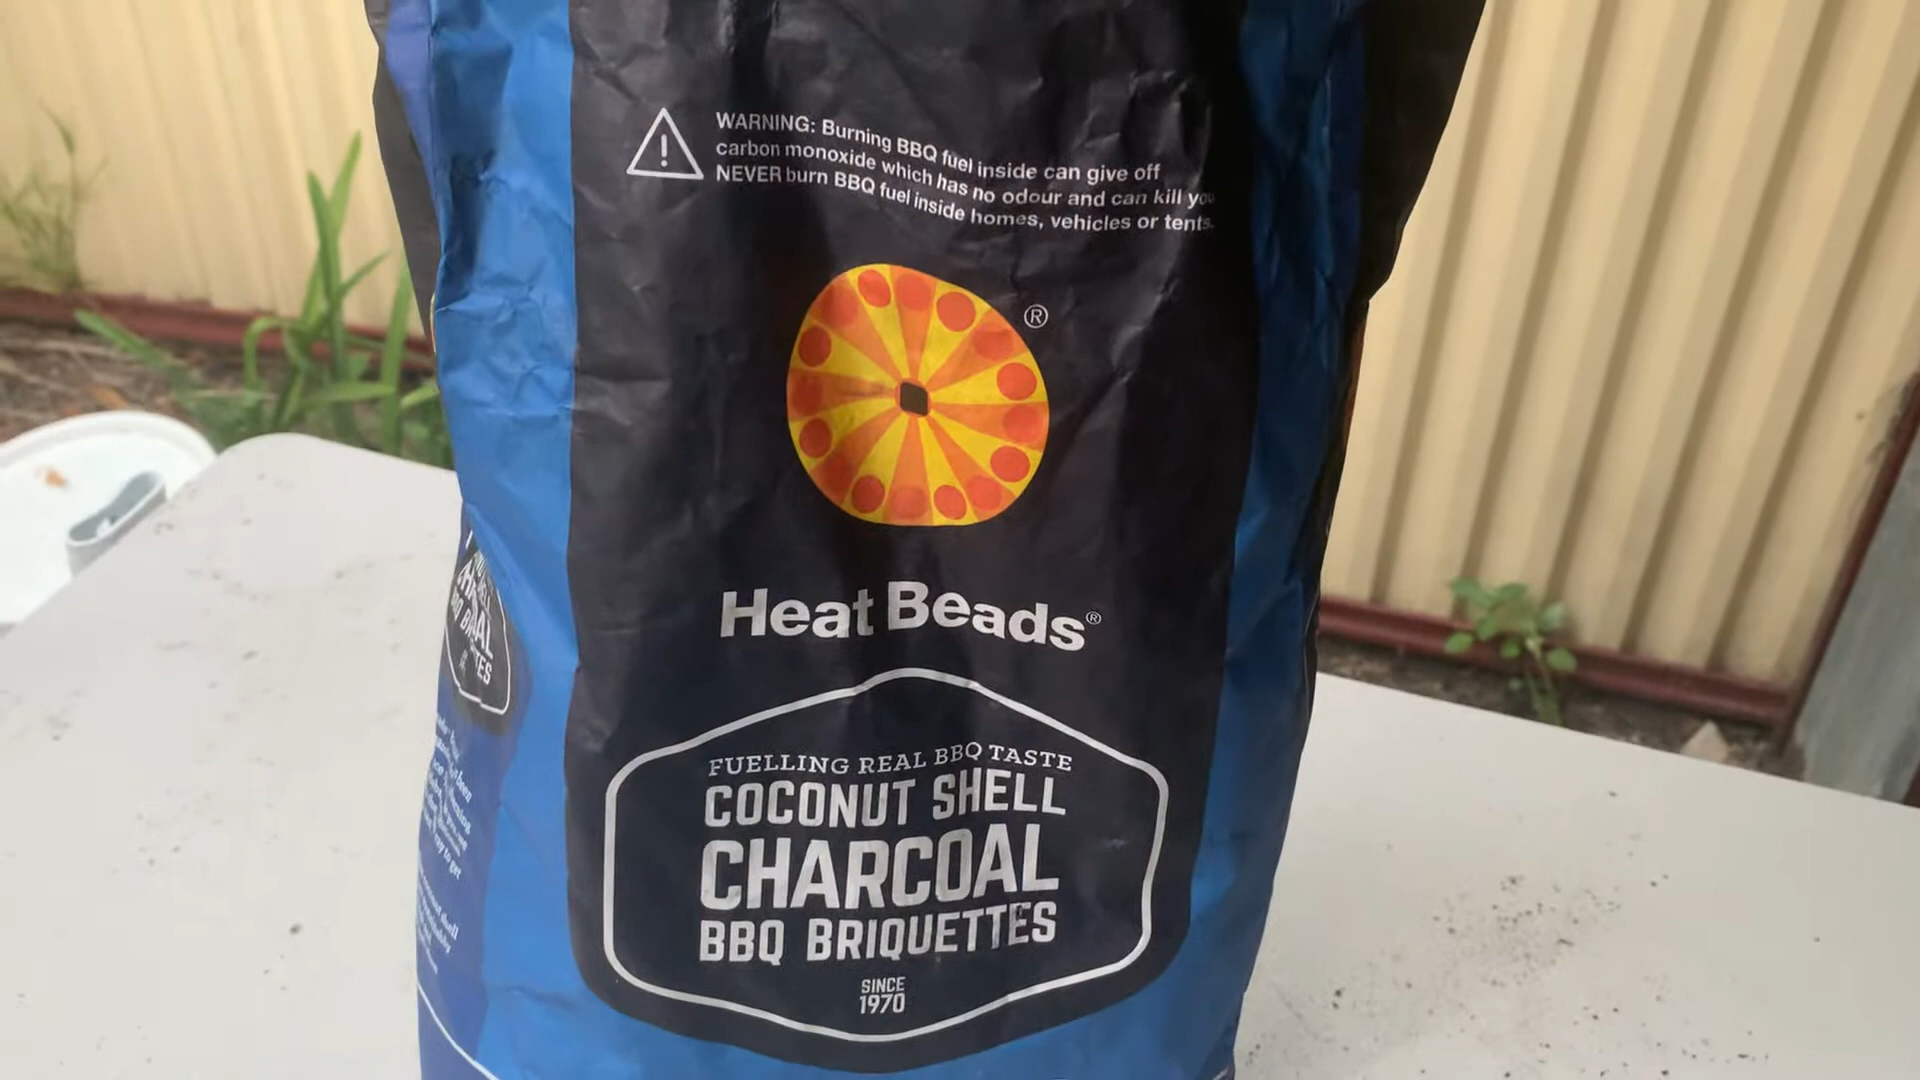 WARNING: Burning BBQ fuel inside can give off
carbon monoxide which has no odour and can kill you
NEVER burn BBQ fuel inside homes, vehicles or tents.
®
Heat Beads®
FUELLING REAL BBQ TASTE
COCONUT SHELL
CHARCOAL
BBQ BRIQUETTES
SINCE
1970